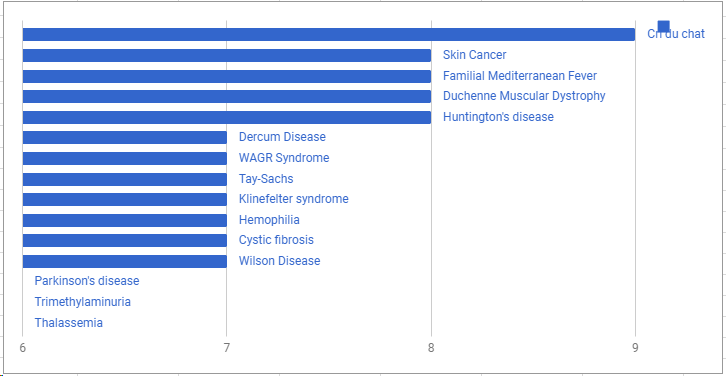 Cri du chat
Skin Cancer
Familial Mediterranean Fever
Duchenne Muscular Dystrophy
Huntington's disease
Dercum Disease
WAGR Syndrome
Tay-Sachs
Klinefelter syndrome
Hemophilia
Cystic fibrosis
Wilson Disease
Parkinson's disease
Trimethylaminuria
Thalassemia
6 7 8 9